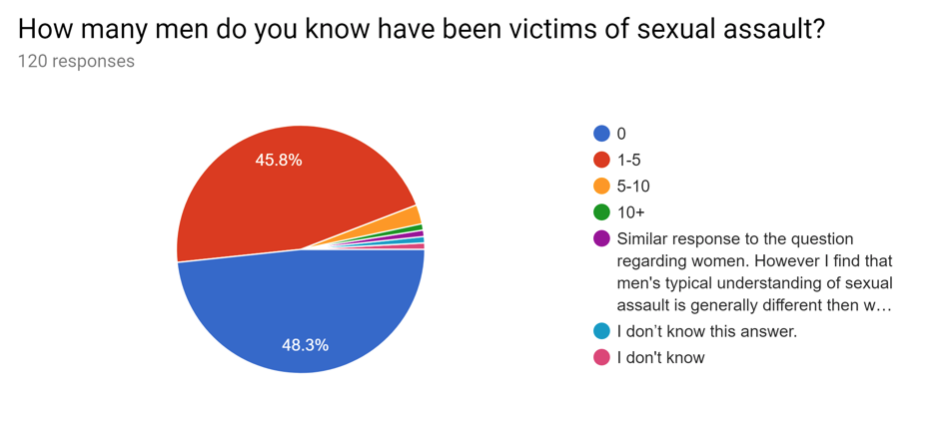 How many men do you know have been victims of sexual assault?
120 responses
45.8%
48.3%
0
1-5
5-10
10+
Similar response to the question
regarding women. However I find that
men's typical understanding of sexual
assault is generally different then w...
I don't know this answer.
I don't know